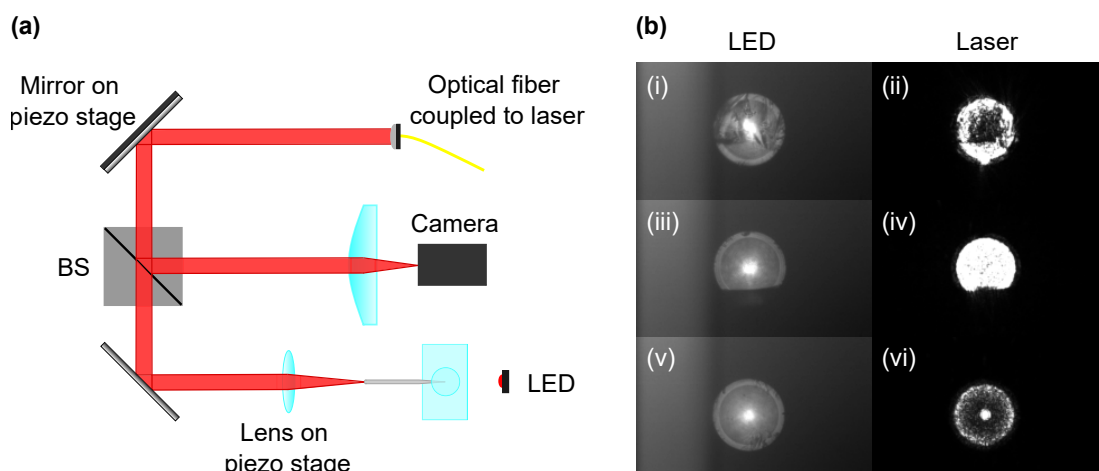 (a)
Mirror on
piezo stage
Optical fiber
coupled to laser
BS
Camera
LED
Lens on
piezo stage
(b)
LED
Laser
(i)
(ii)
(iii)
(iv)
(v)
(vi)